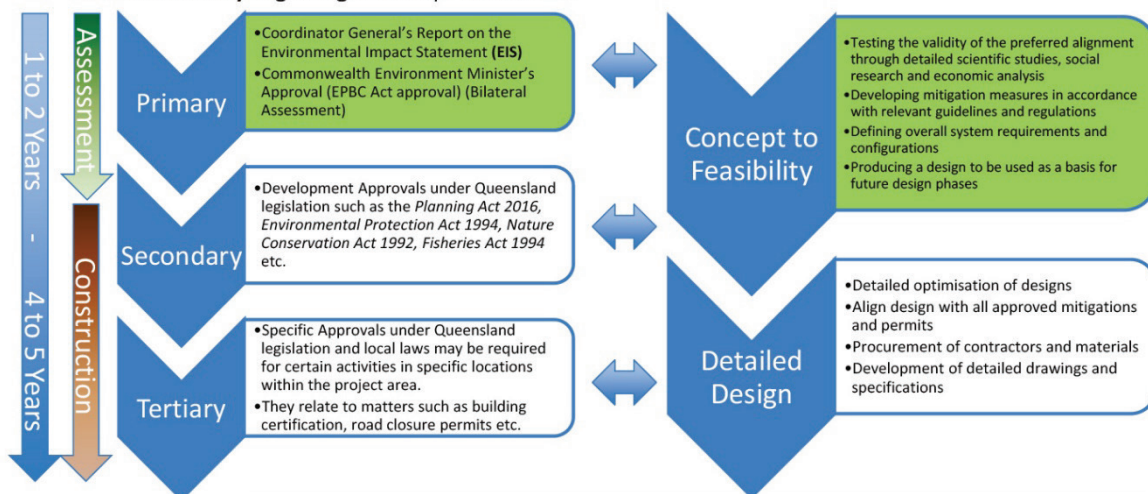 1 to 2 Years - 4 to 5 Years
Assessment
Construction
Primary
•Coordinator General's Report on the
Environmental Impact Statement (EIS)
•Commonwealth Environment Minister's
Approval (EPBC Act approval) (Bilateral
Assessment)
Secondary
•Development Approvals under Queensland
legislation such as the Planning Act 2016,
Environmental Protection Act 1994, Nature
Conservation Act 1992, Fisheries Act 1994
etc.
Tertiary
•Specific Approvals under Queensland
legislation and local laws may be required
for certain activities in specific locations
within the project area.
•They relate to matters such as building
certification, road closure permits etc.
Concept to
Feasibility
•Testing the validity of the preferred alignment
through detailed scientific studies, social
research and economic analysis
•Developing mitigation measures in accordance
with relevant guidelines and regulations
•Defining overall system requirements and
configurations
•Producing a design to be used as a basis for
future design phases
Detailed
Design
•Detailed optimisation of designs
•Align design with all approved mitigations
and permits
•Procurement of contractors and materials
•Development of detailed drawings and
specifications